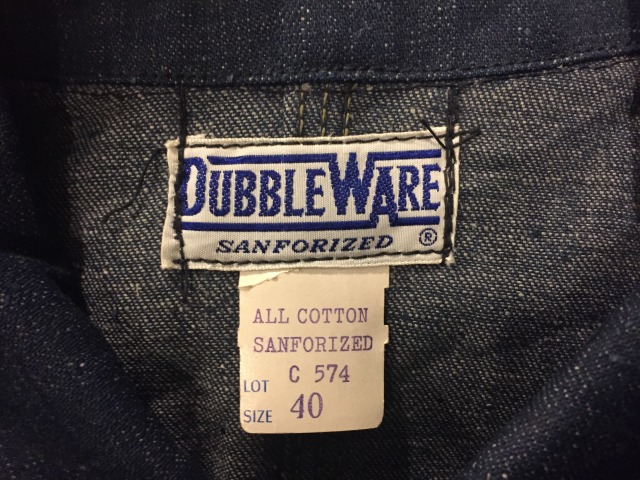 DUBBLEWARE
SANFORIZED ®
ALL COTTON
SANFORIZED
LOT C 574
SIZE 40